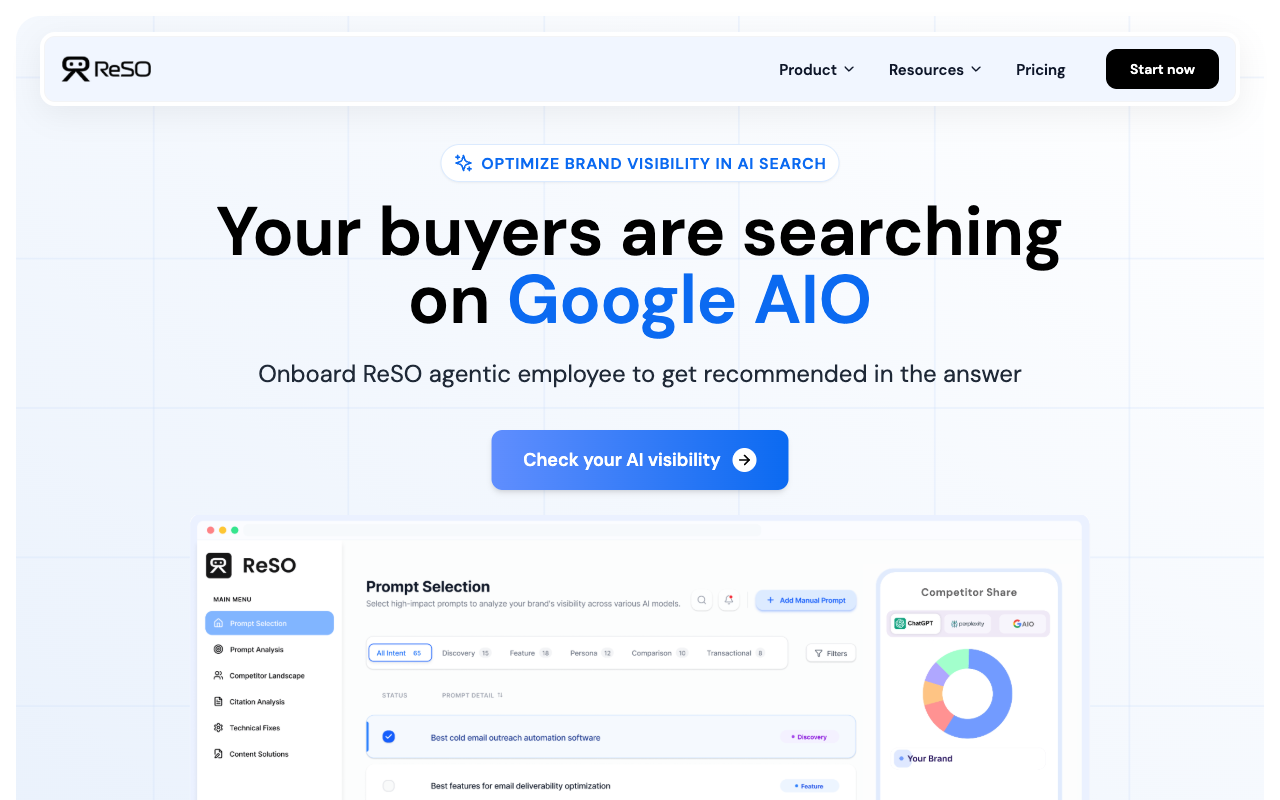 ReSO
Product
Resources
Pricing
Start now
OPTIMIZE BRAND VISIBILITY IN AI SEARCH
Your buyers are searching
on Google AIO
Onboard ReSO agentic employee to get recommended in the answer
Check your AI visibility
ReSO
MAIN MENU
Prompt Selection
Prompt Analysis
Competitor Landscape
Citation Analysis
Technical Fixes
Content Solutions
Prompt Selection
Select high-impact prompts to analyze your brand's visibility across various AI models.
+ Add Manual Prompt
All Intent 65
Discovery 15
Feature 18
Persona 12
Comparison 10
Transactional 8
Filters
STATUS
PROMPT DETAIL
Best cold email outreach automation software
Discovery
Best features for email deliverability optimization
Feature
Competitor Share
ChatGPT
perplexity
G AIO
Your Brand